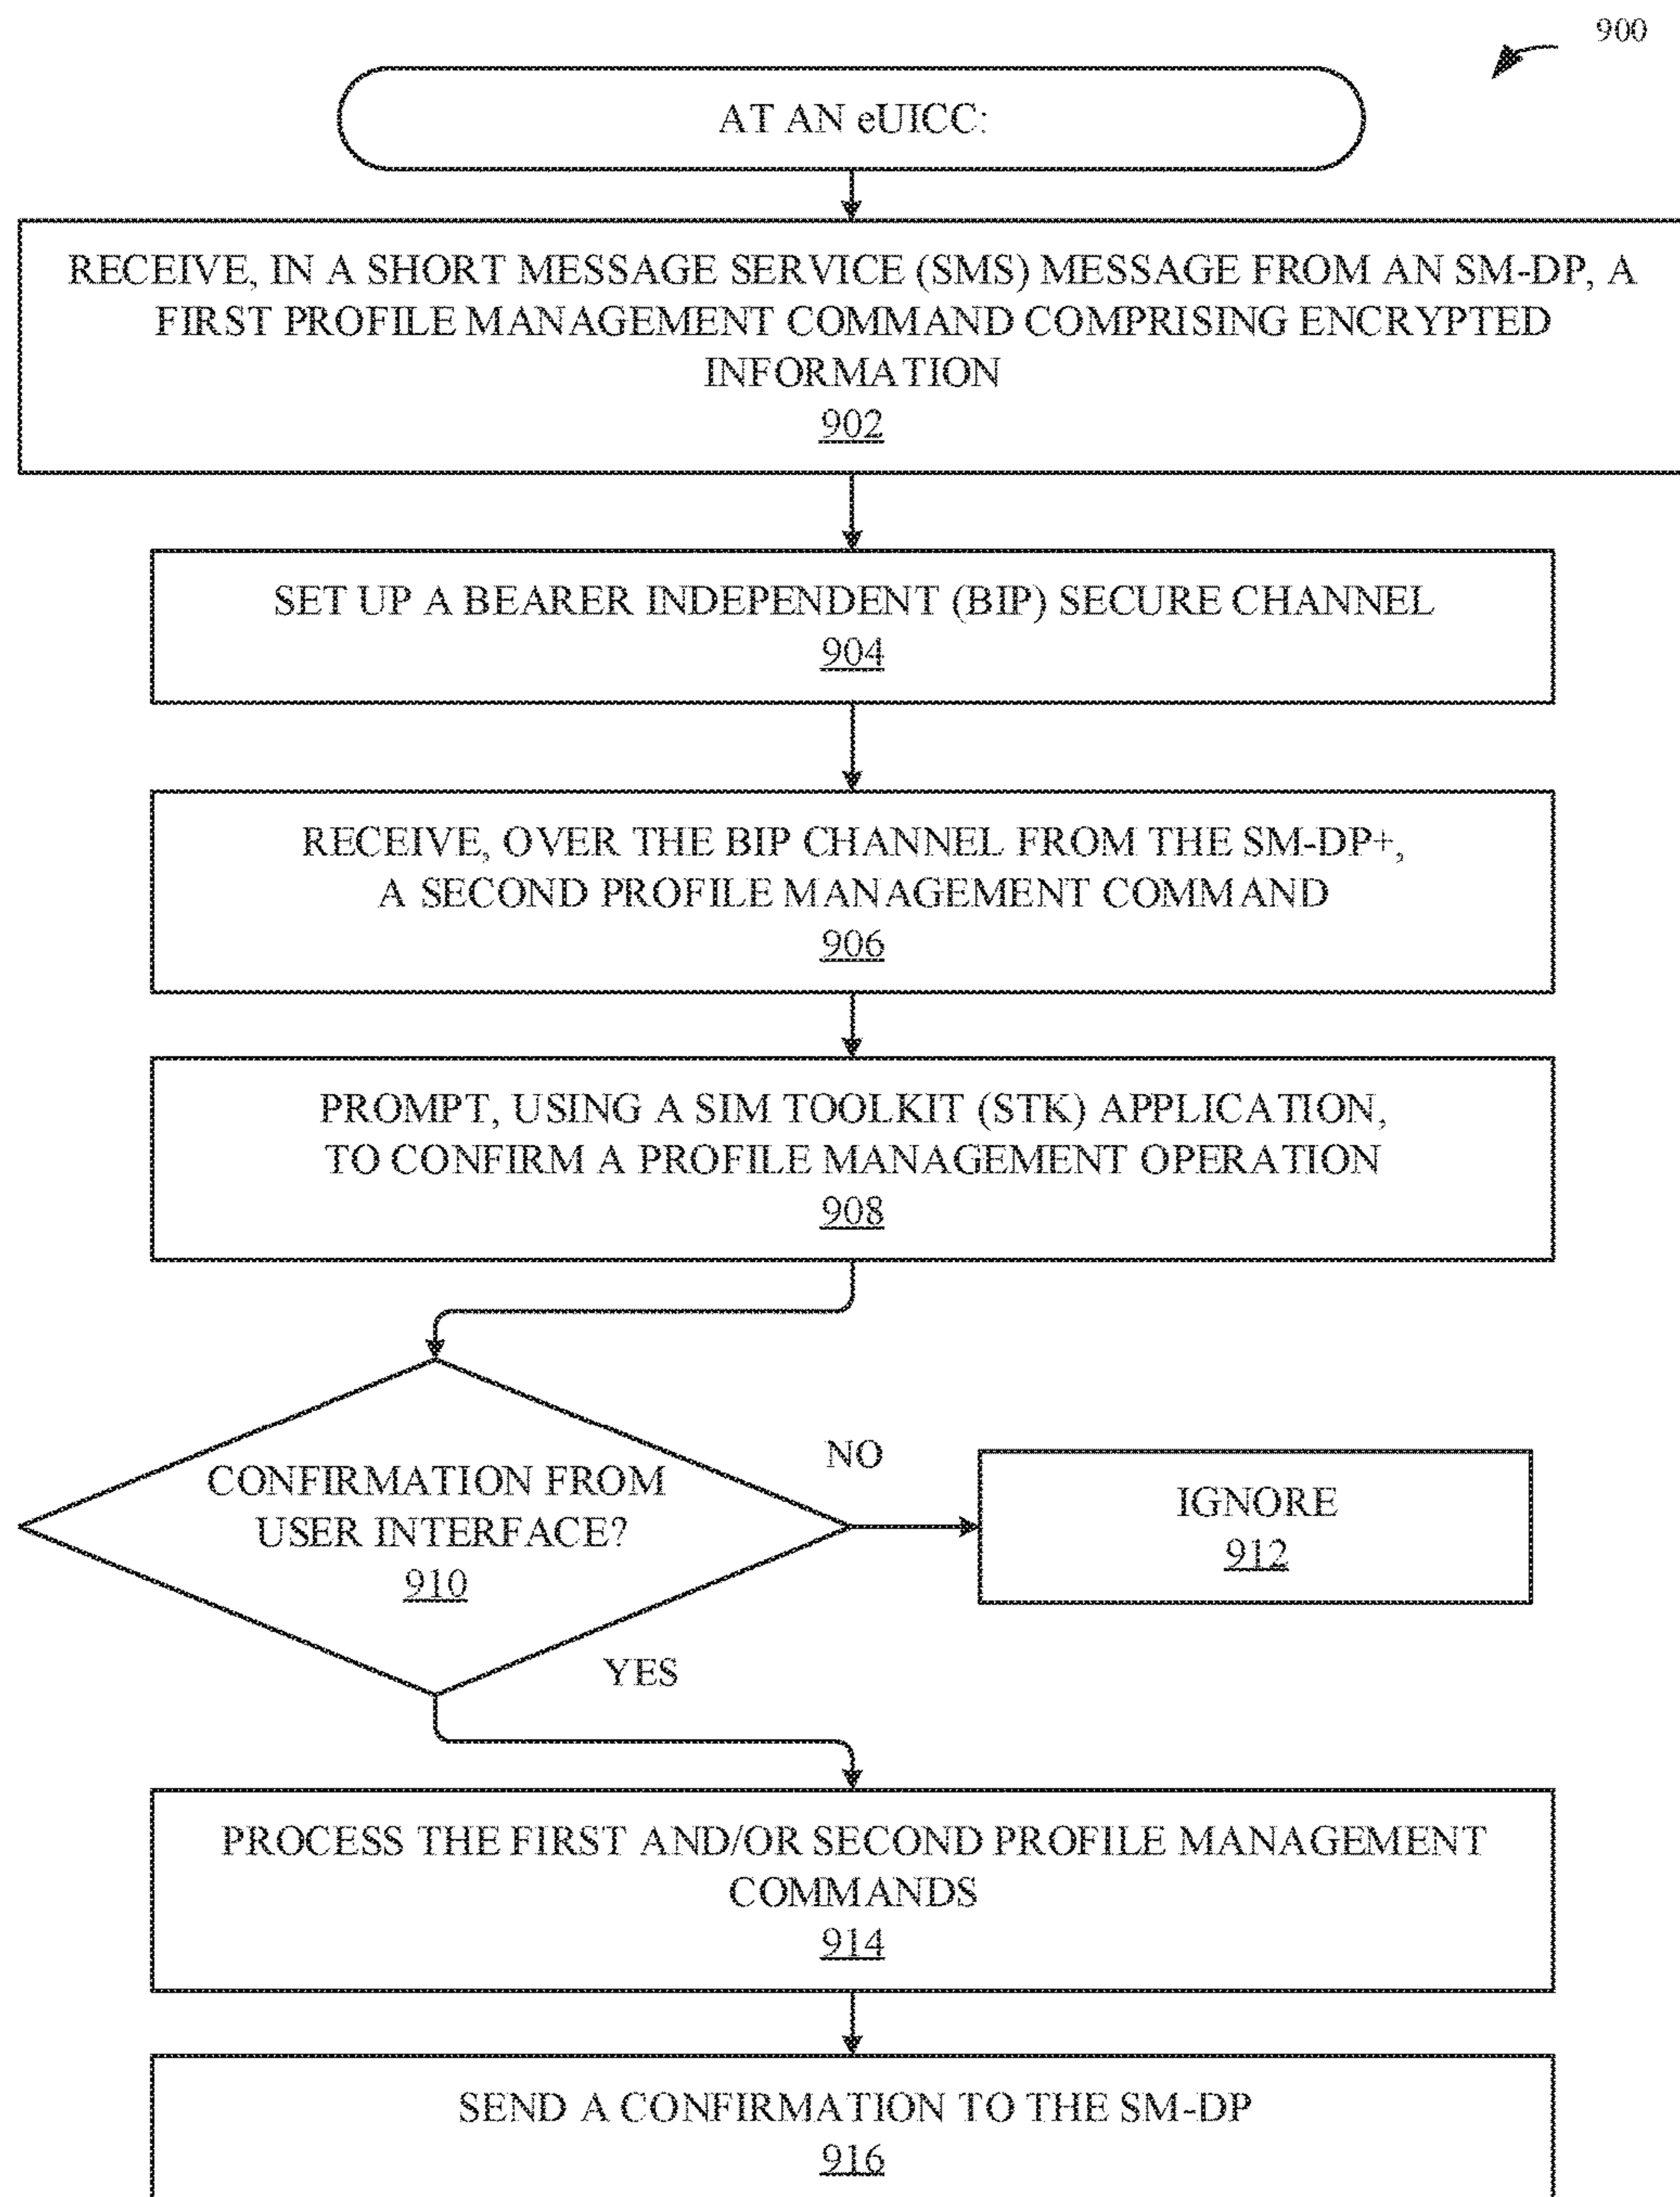 900
AT AN eUICC:
RECEIVE, IN A SHORT MESSAGE SERVICE (SMS) MESSAGE FROM AN SM-DP, A
FIRST PROFILE MANAGEMENT COMMAND COMPRISING ENCRYPTED
INFORMATION
902
SET UP A BEARER INDEPENDENT (BIP) SECURE CHANNEL
904
RECEIVE, OVER THE BIP CHANNEL FROM THE SM-DP+,
A SECOND PROFILE MANAGEMENT COMMAND
906
PROMPT, USING A SIM TOOLKIT (STK) APPLICATION,
TO CONFIRM A PROFILE MANAGEMENT OPERATION
908
CONFIRMATION FROM
USER INTERFACE?
910
NO
IGNORE
912
YES
PROCESS THE FIRST AND/OR SECOND PROFILE MANAGEMENT
COMMANDS
914
SEND A CONFIRMATION TO THE SM-DP
916